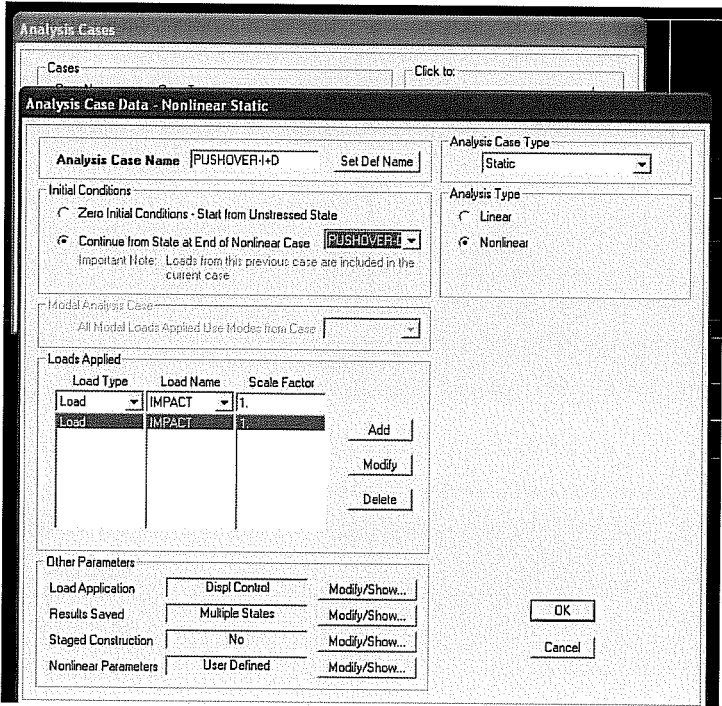 Analysis Cases
Cases
Click to:
Analysis Case Data - Nonlinear Static
Analysis Case Name PUSHOVER-I+D Set Def Name
Analysis Case Type
Static
Initial Conditions
Zero Initial Conditions - Start from Unstressed State
Continue from State at End of Nonlinear Case PUSHOVER-D
Important Note: Loads from this previous case are included in the
current case
Analysis Type
Linear
Nonlinear
Modal Analysis Case
All Modal Loads Applied Use Modes from Case
Loads Applied
Load Type Load Name Scale Factor
Load IMPACT 1.
Load IMPACT 1.
Add
Modify
Delete
Other Parameters
Load Application Displ Control Modify/Show...
Results Saved Multiple States Modify/Show...
Staged Construction No Modify/Show...
Nonlinear Parameters User Defined Modify/Show...
OK
Cancel